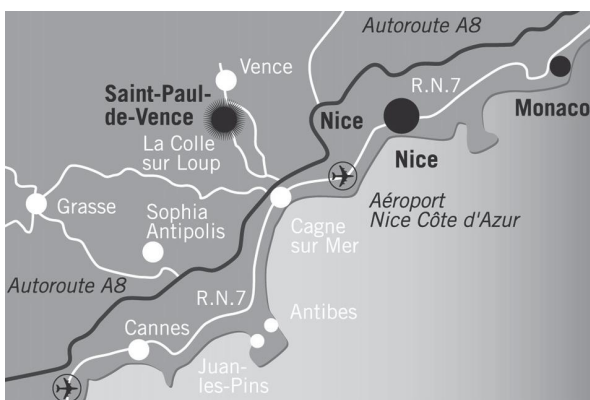 Autoroute A8
Vence
R.N.7
Saint-Paul-
de-Vence
Monaco
Nice
La Colle
sur Loup
Nice
Aéroport
Nice Côte d'Azur
Grasse
Sophia
Antipolis
Cagne
sur Mer
Autoroute A8
R.N.7
Antibes
Cannes
Juan-
les-Pins